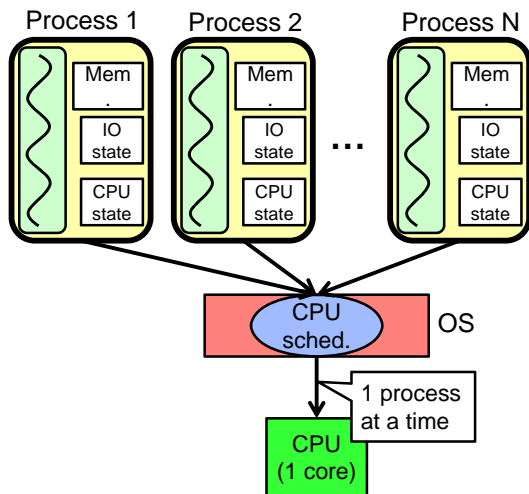 Process 1
Process 2
Process N
Mem
.
IO
state
CPU
state
Mem
.
IO
state
CPU
state
...
Mem
.
IO
state
CPU
state
CPU
sched.
OS
1 process
at a time
CPU
(1 core)